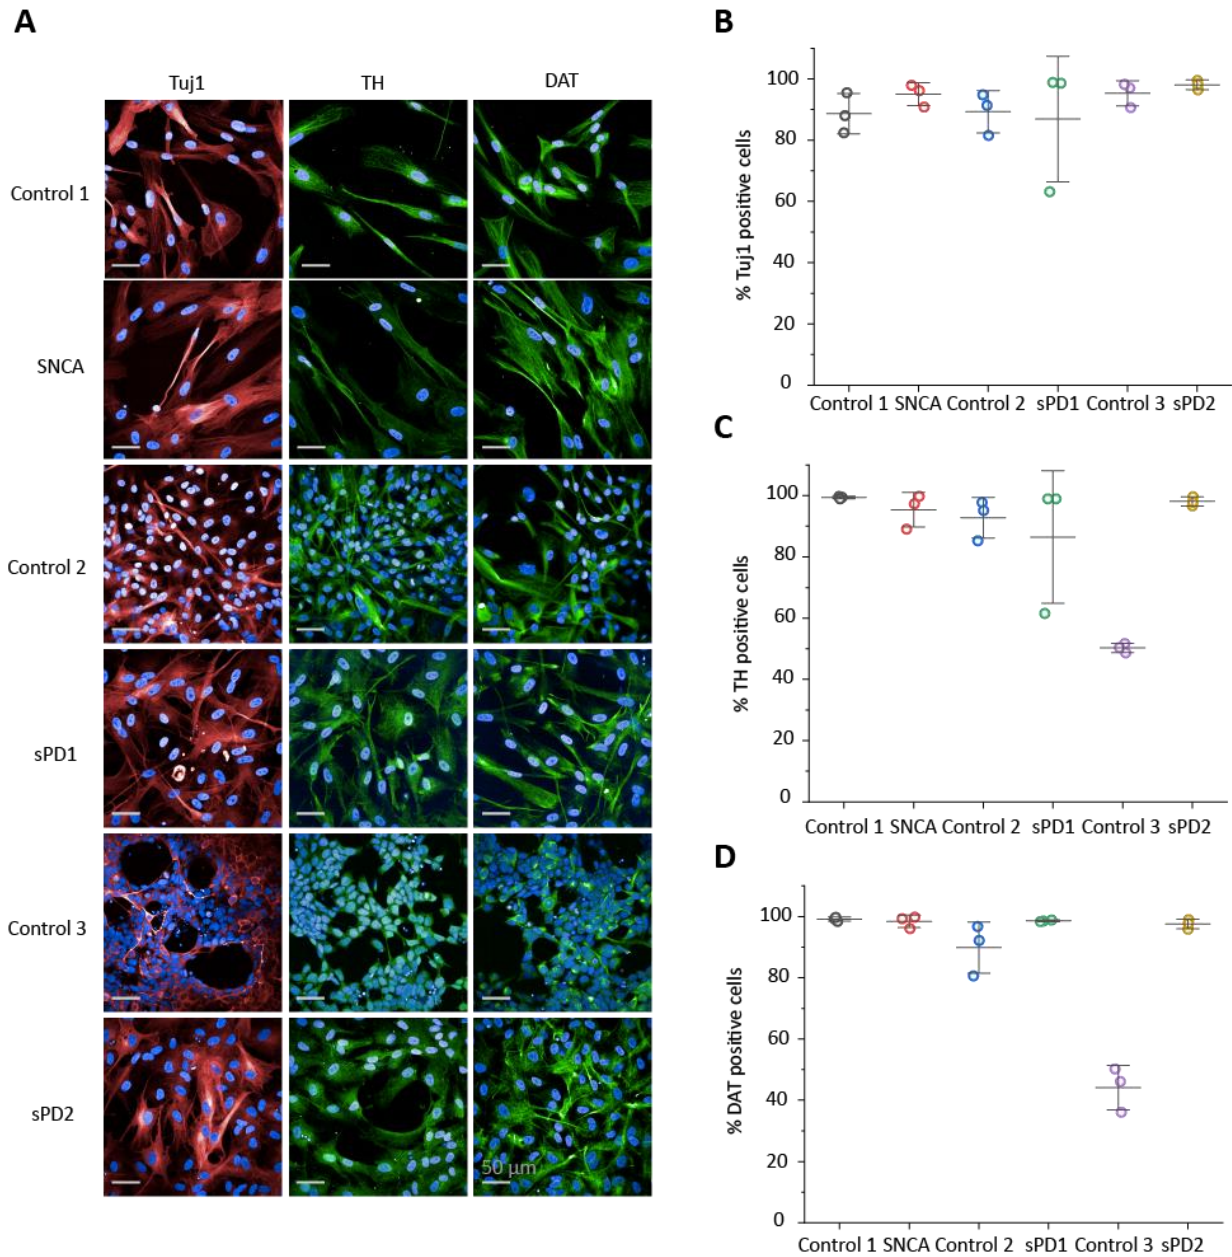 A
Tuj1 TH DAT
Control 1
SNCA
Control 2
sPD1
Control 3
sPD2
50 µm
B
% Tuj1 positive cells
100
80
60
40
20
0
Control 1 SNCA Control 2 sPD1 Control 3 sPD2
C
% TH positive cells
100
80
60
40
20
0
Control 1 SNCA Control 2 sPD1 Control 3 sPD2
D
% DAT positive cells
100
80
60
40
20
0
Control 1 SNCA Control 2 sPD1 Control 3 sPD2